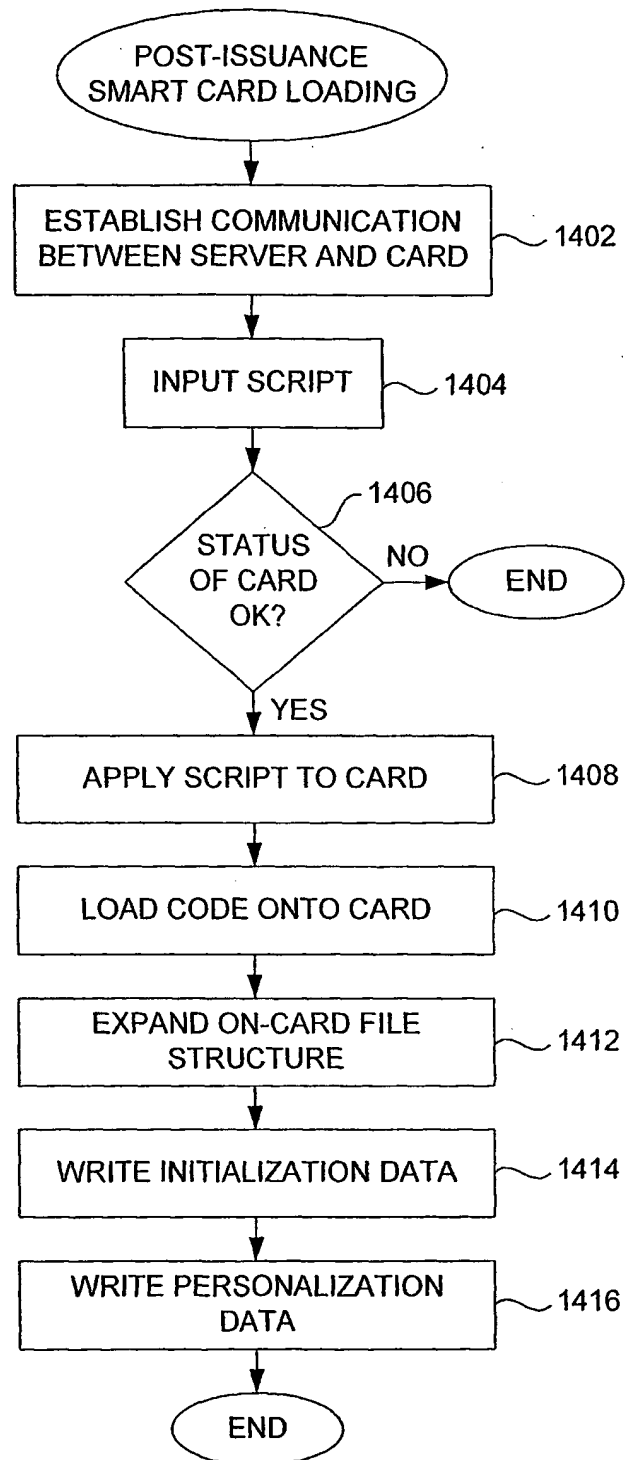 POST-ISSUANCE
SMART CARD LOADING
ESTABLISH COMMUNICATION
BETWEEN SERVER AND CARD
1402
INPUT SCRIPT
1404
1406
STATUS
OF CARD
OK?
NO
END
YES
APPLY SCRIPT TO CARD
1408
LOAD CODE ONTO CARD
1410
EXPAND ON-CARD FILE
STRUCTURE
1412
WRITE INITIALIZATION DATA
1414
WRITE PERSONALIZATION
DATA
1416
END